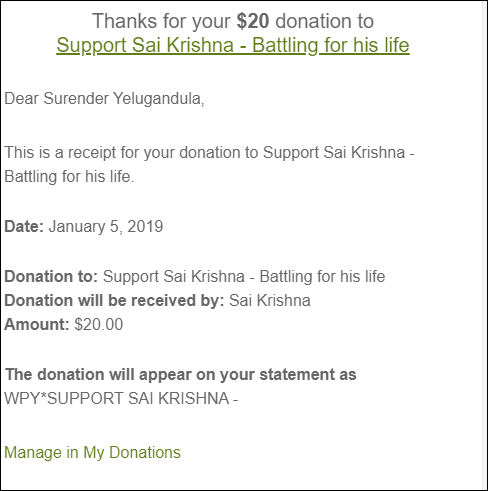 Thanks for your $20 donation to
Support Sai Krishna - Battling for his life
Dear Surender Yelugandula,
This is a receipt for your donation to Support Sai Krishna -
Battling for his life.
Date: January 5, 2019
Donation to: Support Sai Krishna - Battling for his life
Donation will be received by: Sai Krishna
Amount: $20.00
The donation will appear on your statement as
WPY*SUPPORT SAI KRISHNA -
Manage in My Donations